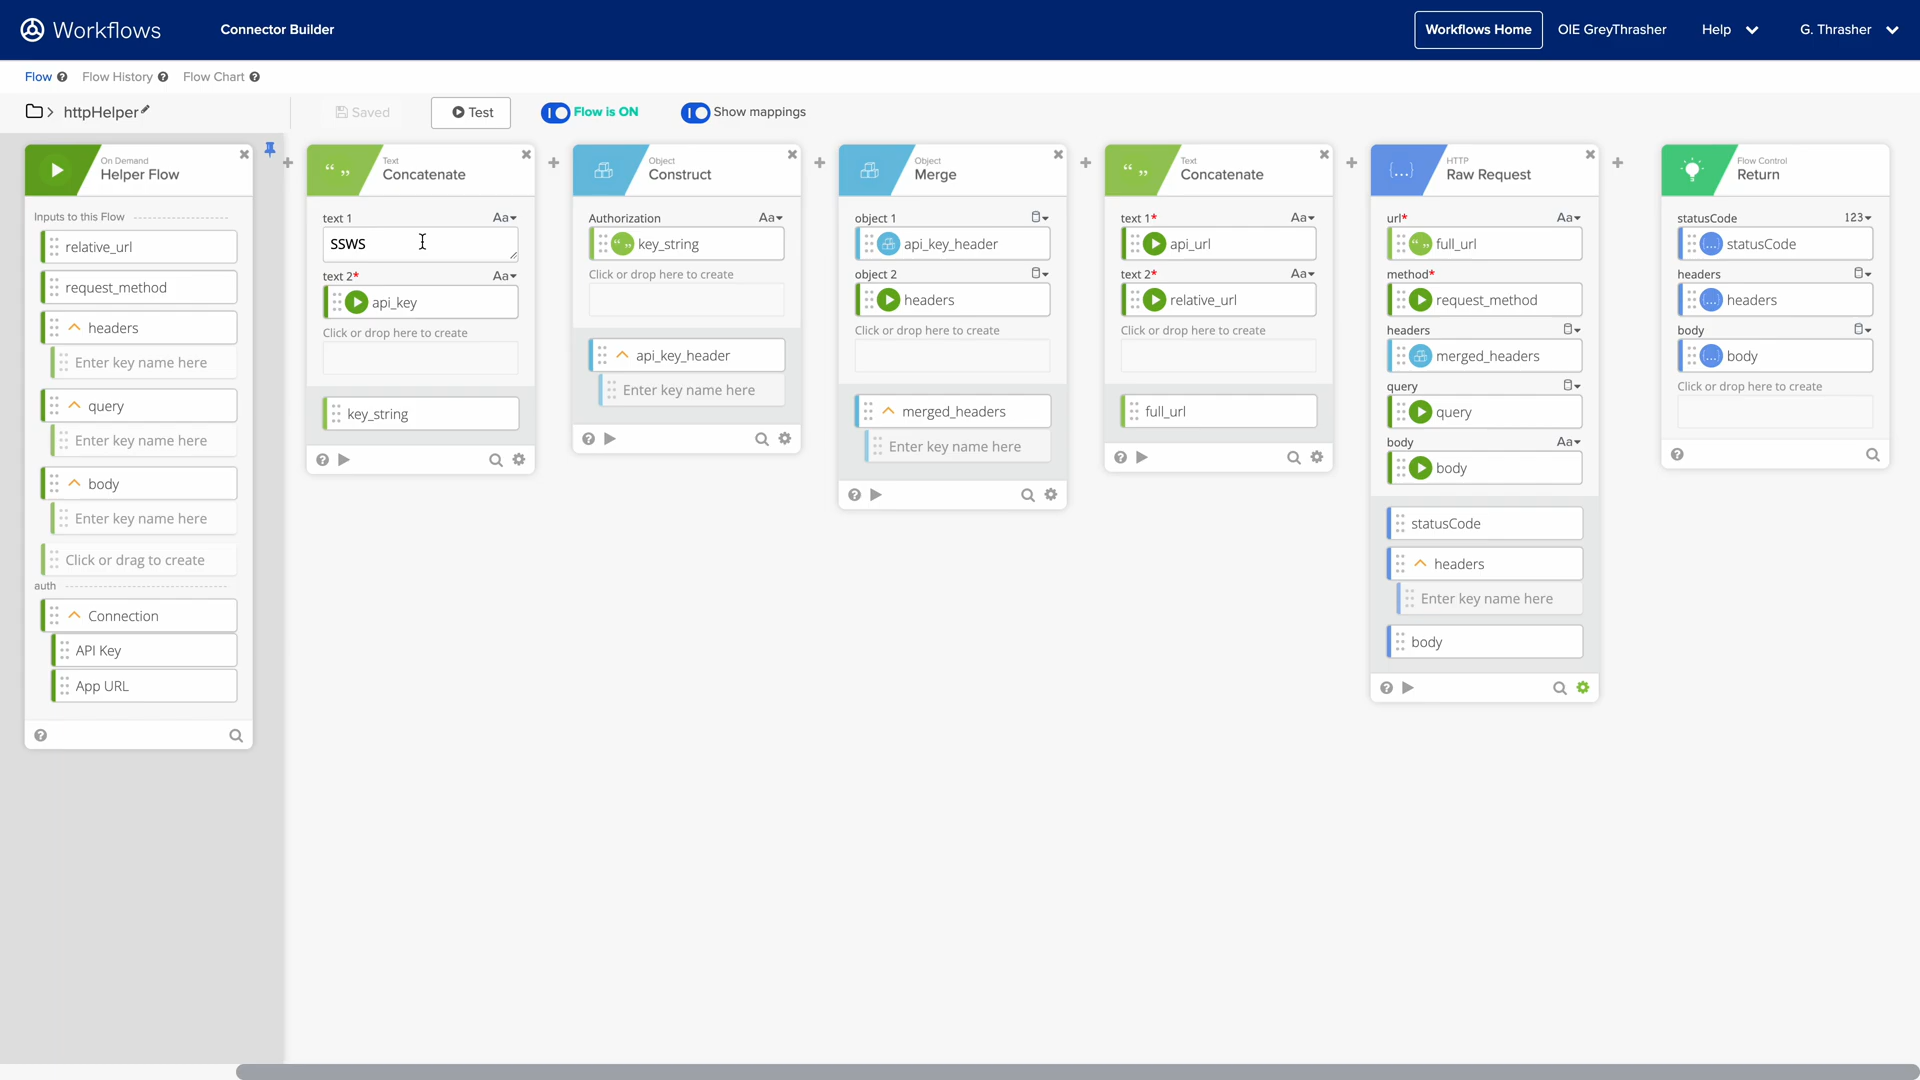 Workflows
Connector Builder
Workflows Home
OIE GreyThrasher
Help
G. Thrasher
Flow
Flow History
Flow Chart
httpHelper
Saved
Test
Flow is ON
Show mappings
On Demand
Helper Flow
Inputs to this Flow
relative_url
request_method
headers
Enter key name here
query
Enter key name here
body
Enter key name here
Click or drag to create
auth
Connection
API Key
App URL
Text
Concatenate
text 1
Aa
SSWS
text 2*
Aa
api_key
Click or drop here to create
key_string
Object
Construct
Authorization
Aa
key_string
Click or drop here to create
api_key_header
Enter key name here
Object
Merge
object 1
api_key_header
object 2
headers
Click or drop here to create
merged_headers
Enter key name here
Text
Concatenate
text 1*
Aa
api_url
text 2*
Aa
relative_url
Click or drop here to create
full_url
HTTP
Raw Request
url*
Aa
full_url
method*
request_method
headers
merged_headers
query
query
body
Aa
body
statusCode
headers
Enter key name here
body
Flow Control
Return
statusCode
123
statusCode
headers
headers
body
body
Click or drop here to create